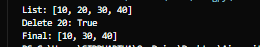 List: [10, 20, 30, 40]
Delete 20: True
Final: [10, 30, 40]